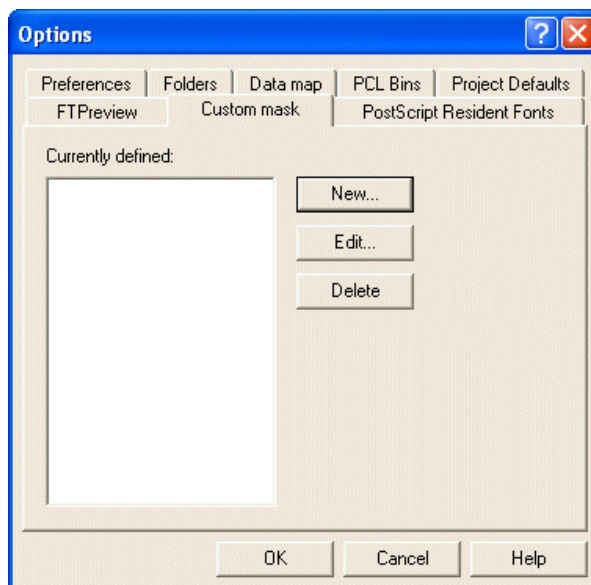 Options
Preferences Folders Data map PCL Bins Project Defaults
FTPreview Custom mask PostScript Resident Fonts
Currently defined:
New...
Edit...
Delete
OK Cancel Help